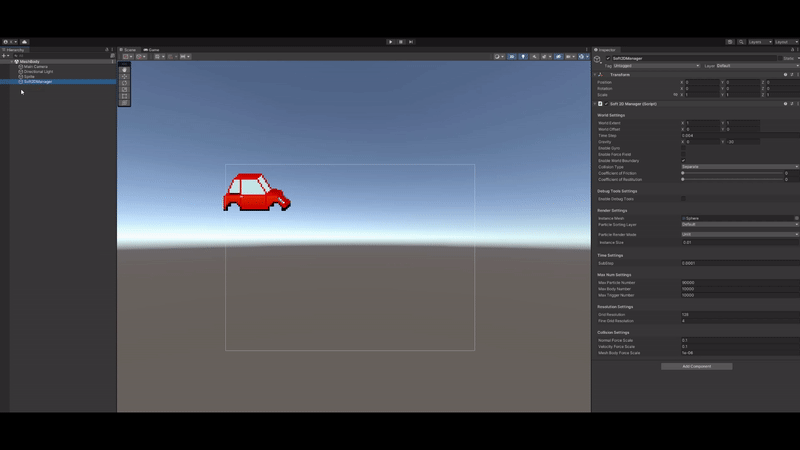 Layers
Layout
Hierarchy
Scene
Game
Inspector
All
MeshBody
Main Camera
Directional Light
Sprite
Soft2DManager
Soft2DManager
Static
Tag Untagged
Layer Default
Transform
Position X 0 Y 0 Z 0
Rotation X 0 Y 0 Z 0
Scale X 1 Y 1 Z 1
Soft 2D Manager (Script)
World Settings
World Extent X 1 Y 1
World Offset X 0 Y 0
Time Step 0.004
Gravity X 0 Y -20
Enable Gyro
Enable Force Field
Enable World Boundary
Collision Type Separate
Coefficient of Friction 0
Coefficient of Restitution 0
Debug Tools Settings
Enable Debug Tools
Render Settings
Instance Mesh Sphere
Particle Sorting Layer Default
Particle Render Mode Unlit
Instance Size 0.01
Time Settings
SubStep 0.0001
Max Num Settings
Max Particle Number 90000
Max Body Number 10000
Max Trigger Number 10000
Resolution Settings
Grid Resolution 128
Fine Grid Resolution 4
Collision Settings
Normal Force Scale 0.1
Velocity Force Scale 0.1
Mesh Body Force Scale 1e-06
Add Component